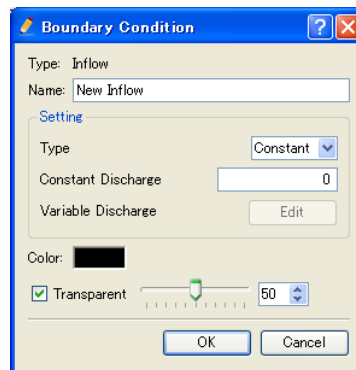 Boundary Condition
Type: Inflow
Name: New Inflow
Setting
Type Constant
Constant Discharge 0
Variable Discharge Edit
Color:
Transparent 50
OK Cancel